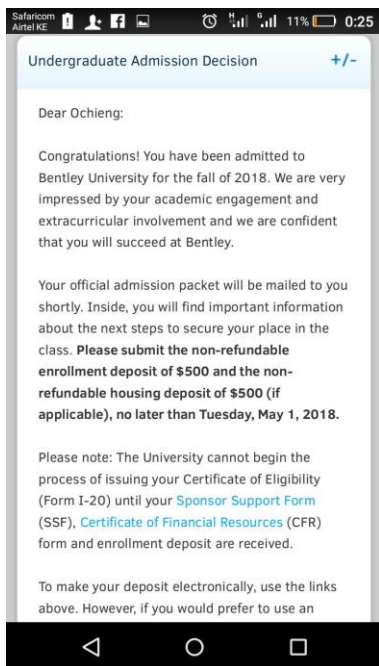 Safaricom
Airtel KE
H
G
11%
0:25
Undergraduate Admission Decision +/-
Dear Ochieng:
Congratulations! You have been admitted to
Bentley University for the fall of 2018. We are very
impressed by your academic engagement and
extracurricular involvement and we are confident
that you will succeed at Bentley.
Your official admission packet will be mailed to you
shortly. Inside, you will find important information
about the next steps to secure your place in the
class. Please submit the non-refundable
enrollment deposit of $500 and the non-
refundable housing deposit of $500 (if
applicable), no later than Tuesday, May 1, 2018.
Please note: The University cannot begin the
process of issuing your Certificate of Eligibility
(Form I-20) until your Sponsor Support Form
(SSF), Certificate of Financial Resources (CFR)
form and enrollment deposit are received.
To make your deposit electronically, use the links
above. However, if you would prefer to use an